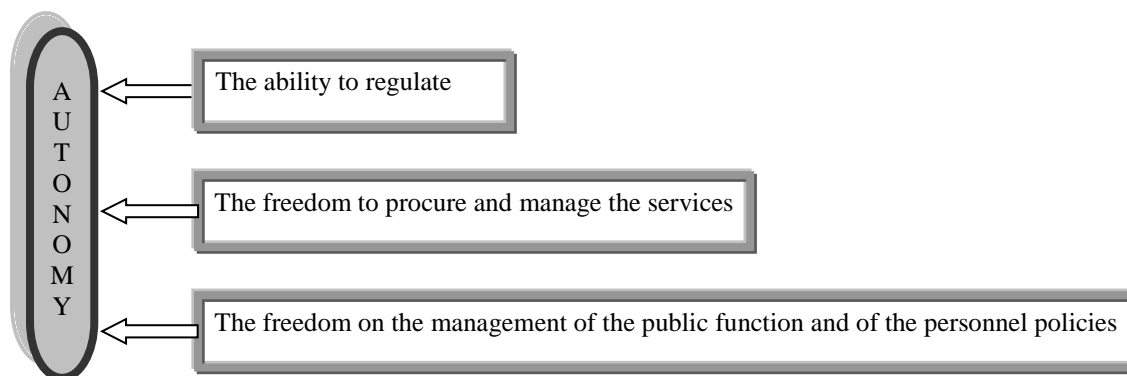 AUTONOMY
The ability to regulate
The freedom to procure and manage the services
The freedom on the management of the public function and of the personnel policies